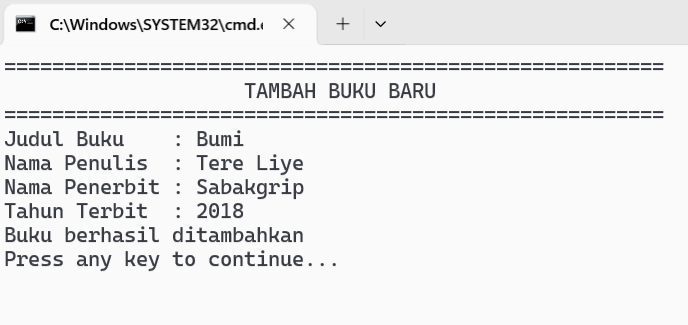 C:\Windows\SYSTEM32\cmd.e
=======================================================
TAMBAH BUKU BARU
=======================================================
Judul Buku    : Bumi
Nama Penulis  : Tere Liye
Nama Penerbit : Sabakgrip
Tahun Terbit  : 2018
Buku berhasil ditambahkan
Press any key to continue...